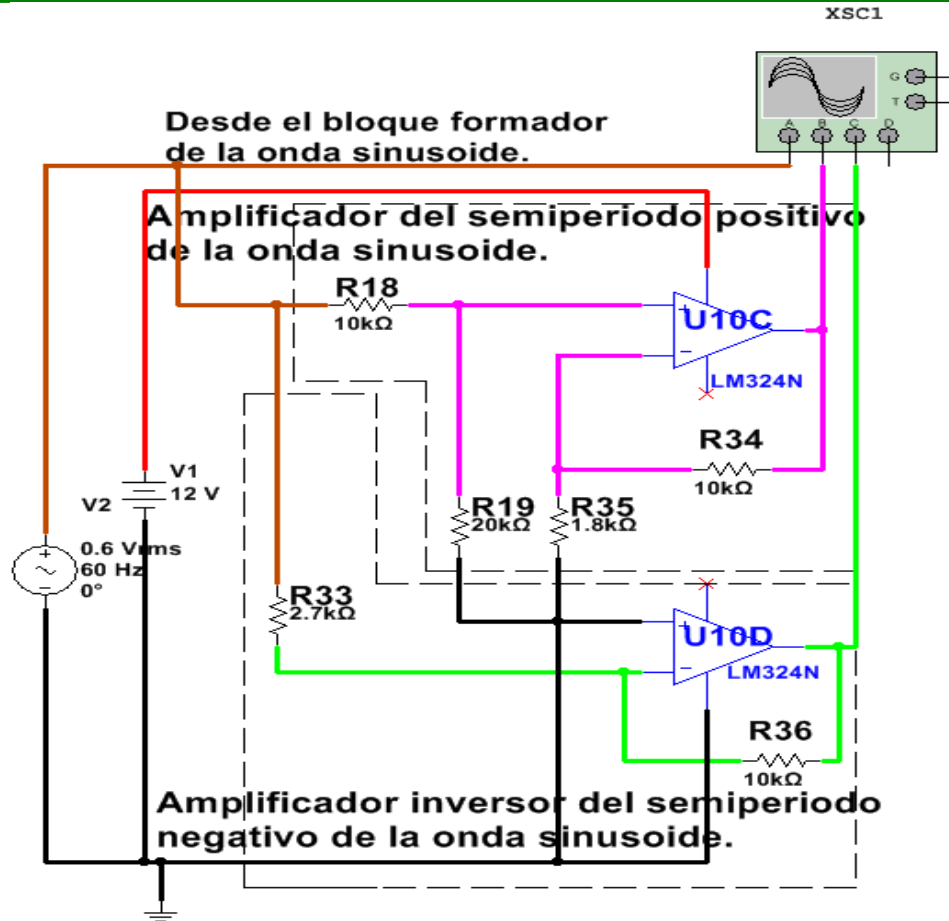 XSC1
G
T
A B C D
Desde el bloque formador
de la onda sinusoide.
Amplificador del semiperiodo positivo
de la onda sinusoide.
R18
10kΩ
U10C
LM324N
R34
10kΩ
V1
12 V
V2
0.6 Vrms
60 Hz
0°
R19
20kΩ
R35
1.8kΩ
R33
2.7kΩ
U10D
LM324N
R36
10kΩ
Amplificador inversor del semiperiodo
negativo de la onda sinusoide.